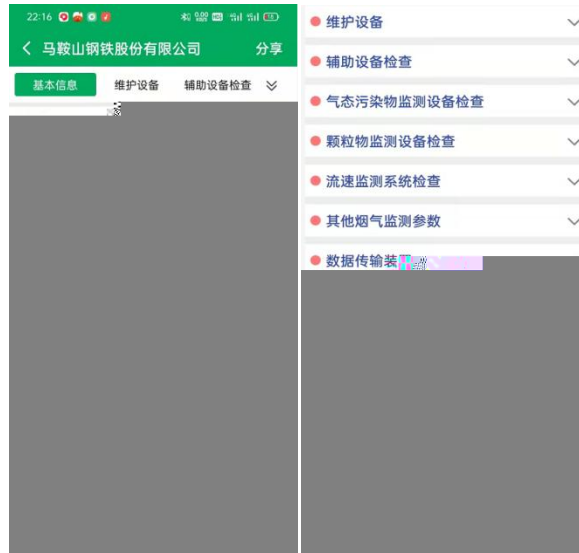 22:16
马鞍山钢铁股份有限公司 分享
基本信息 维护设备 辅助设备检查
维护设备
辅助设备检查
气态污染物监测设备检查
颗粒物监测设备检查
流速监测系统检查
其他烟气监测参数
数据传输装